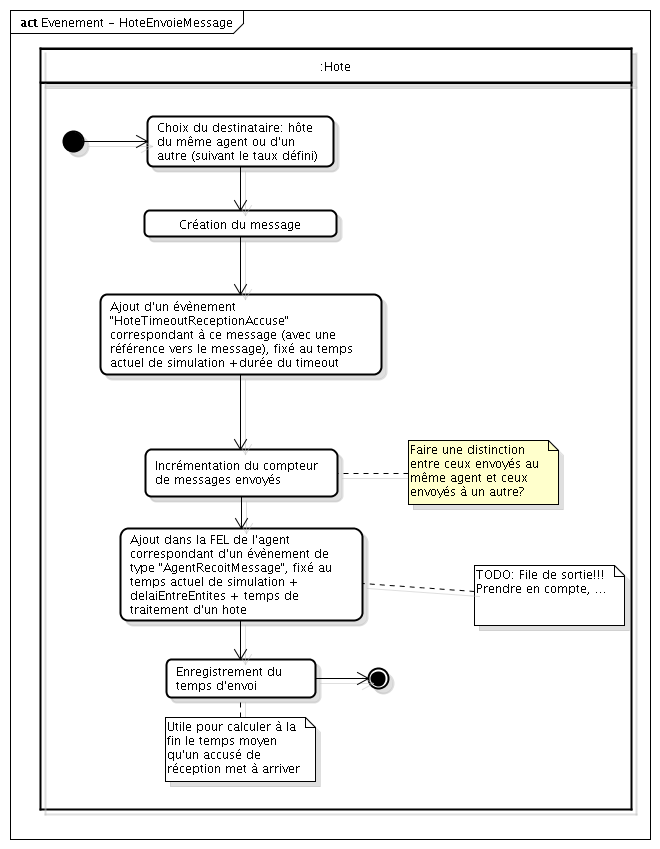 act Evenement - HoteEnvoieMessage
:Hote
Choix du destinataire: hôte
du même agent ou d'un
autre (suivant le taux défini)
Création du message
Ajout d'un évènement
"HoteTimeoutReceptionAccuse"
correspondant à ce message (avec une
référence vers le message), fixé au temps
actuel de simulation +durée du timeout
Incrémentation du compteur
de messages envoyés
Faire une distinction
entre ceux envoyés au
même agent et ceux
envoyés à un autre?
Ajout dans la FEL de l'agent
correspondant d'un évènement de
type "AgentRecoitMessage", fixé au
temps actuel de simulation +
delaiEntreEntites + temps de
traitement d'un hote
TODO: File de sortie!!!
Prendre en compte, ...
Enregistrement du
temps d'envoi
Utile pour calculer à la
fin le temps moyen
qu'un accusé de
réception met à arriver